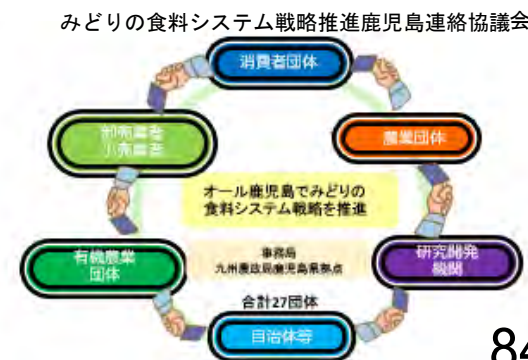 みどりの食料システム戦略推進鹿児島連絡協議会
消費者団体
卸売業者
小売業者
農業団体
オール鹿児島でみどりの
食料システム戦略を推進
有機農業
団体
事務局
九州農政局鹿児島県拠点
研究開発
機関
合計27団体
自治体等
84